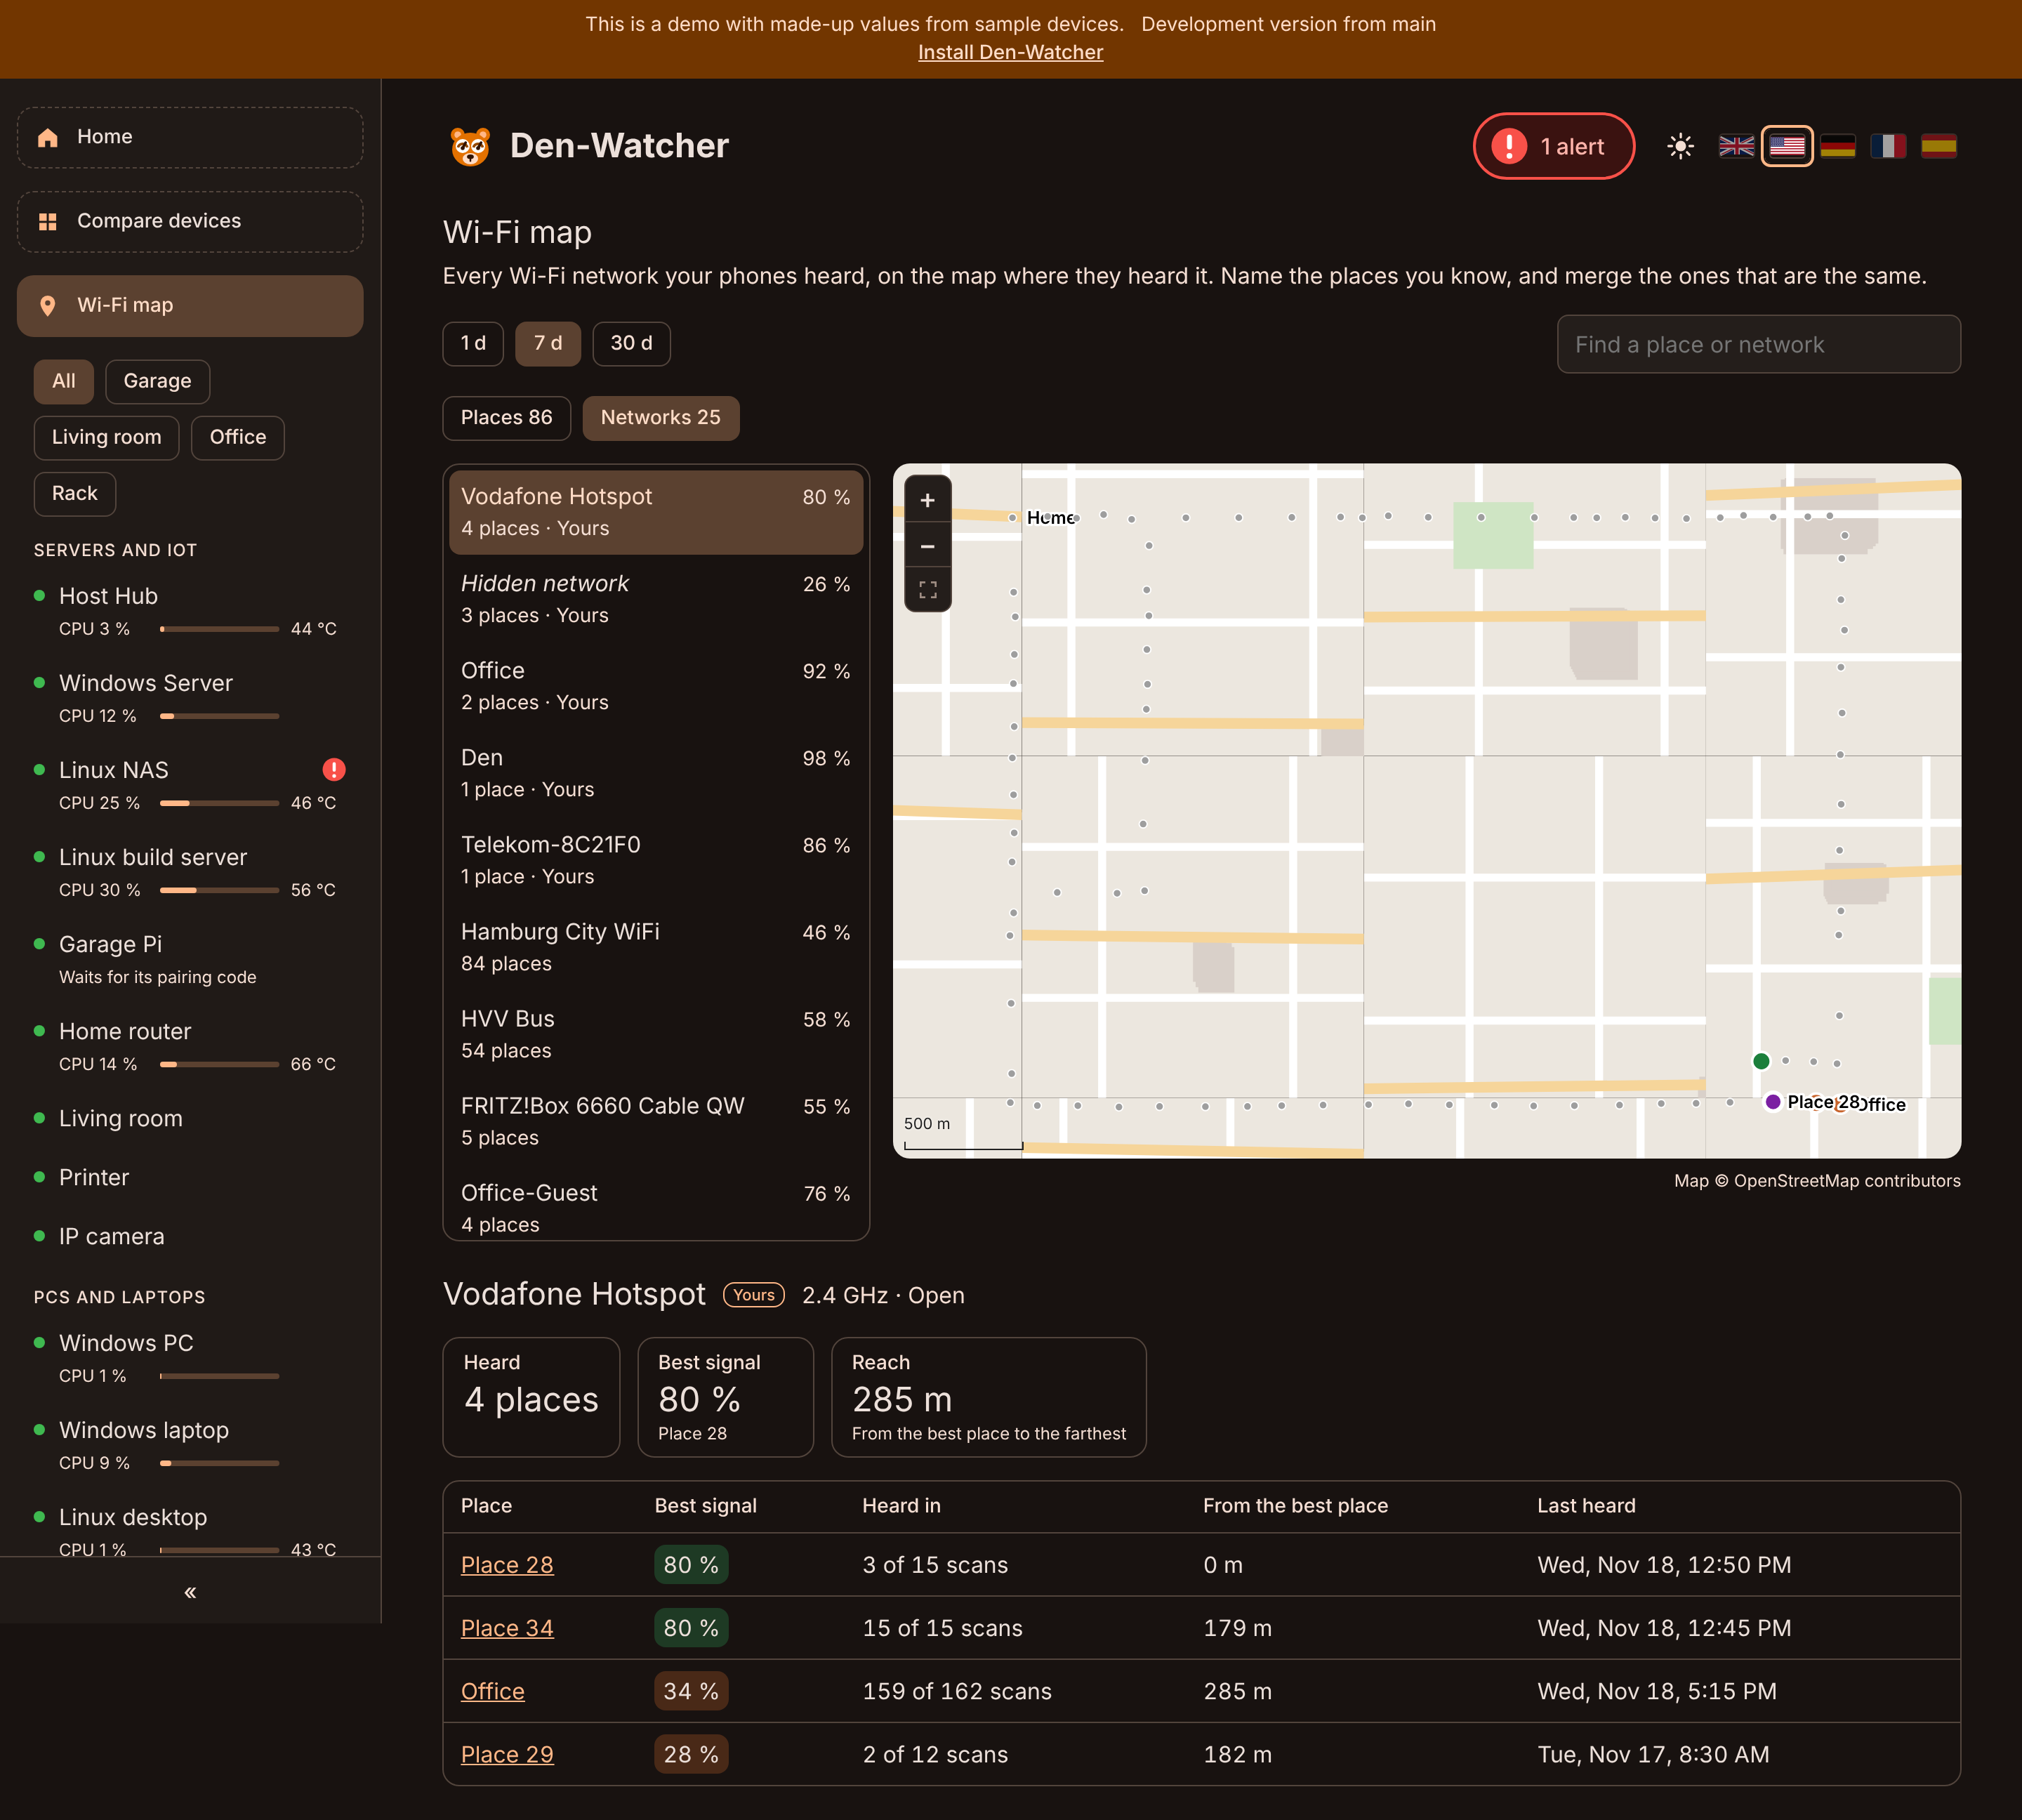 This is a demo with made-up values from sample devices. Development version from main
Install Den-Watcher
Home
Compare devices
Wi-Fi map
All
Garage
Living room
Office
Rack
SERVERS AND IOT
Host Hub
CPU 3 % 44 °C
Windows Server
CPU 12 %
Linux NAS
CPU 25 % 46 °C
Linux build server
CPU 30 % 56 °C
Garage Pi
Waits for its pairing code
Home router
CPU 14 % 66 °C
Living room
Printer
IP camera
PCS AND LAPTOPS
Windows PC
CPU 1 %
Windows laptop
CPU 9 %
Linux desktop
CPU 1 % 43 °C
«
Den-Watcher
1 alert
Wi-Fi map
Every Wi-Fi network your phones heard, on the map where they heard it. Name the places you know, and merge the ones that are the same.
1 d
7 d
30 d
Find a place or network
Places 86
Networks 25
Vodafone Hotspot 80 %
4 places · Yours
Hidden network 26 %
3 places · Yours
Office 92 %
2 places · Yours
Den 98 %
1 place · Yours
Telekom-8C21F0 86 %
1 place · Yours
Hamburg City WiFi 46 %
84 places
HVV Bus 58 %
54 places
FRITZ!Box 6660 Cable QW 55 %
5 places
Office-Guest 76 %
4 places
+
−
Home
Place 28
Office
500 m
Map © OpenStreetMap contributors
Vodafone Hotspot Yours 2.4 GHz · Open
Heard
4 places
Best signal
80 %
Place 28
Reach
285 m
From the best place to the farthest
Place Best signal Heard in From the best place Last heard
Place 28 80 % 3 of 15 scans 0 m Wed, Nov 18, 12:50 PM
Place 34 80 % 15 of 15 scans 179 m Wed, Nov 18, 12:45 PM
Office 34 % 159 of 162 scans 285 m Wed, Nov 18, 5:15 PM
Place 29 28 % 2 of 12 scans 182 m Tue, Nov 17, 8:30 AM